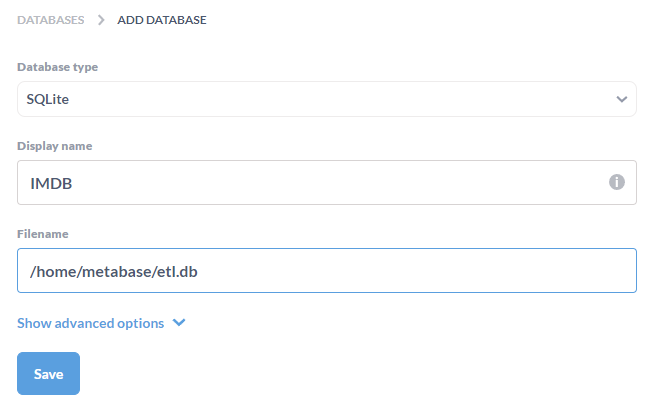 DATABASES > ADD DATABASE
Database type
SQLite
Display name
IMDB
Filename
/home/metabase/etl.db
Show advanced options
Save